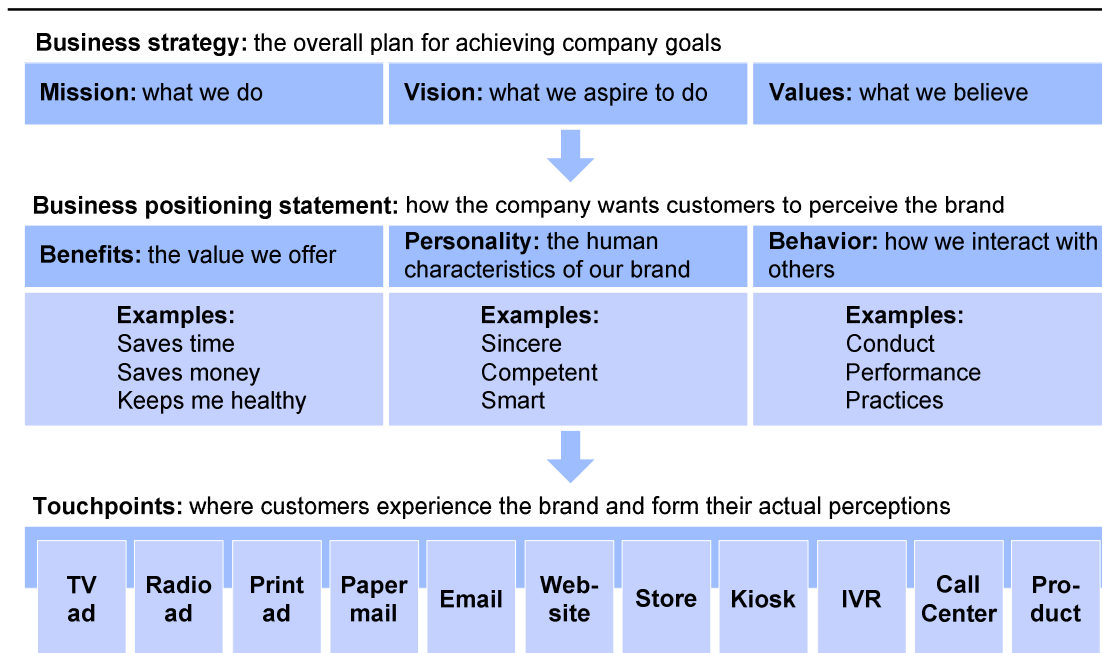 Business strategy: the overall plan for achieving company goals
Mission: what we do
Vision: what we aspire to do
Values: what we believe
Business positioning statement: how the company wants customers to perceive the brand
Benefits: the value we offer
Personality: the human
characteristics of our brand
Behavior: how we interact with
others
Examples:
Saves time
Saves money
Keeps me healthy
Examples:
Sincere
Competent
Smart
Examples:
Conduct
Performance
Practices
Touchpoints: where customers experience the brand and form their actual perceptions
TV
ad
Radio
ad
Print
ad
Paper
mail
Email
Web-
site
Store
Kiosk
IVR
Call
Center
Pro-
duct